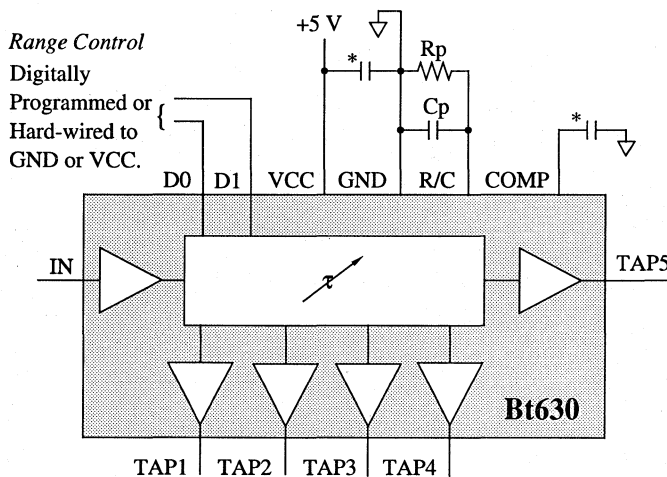 +5 V
Range Control
Digitally
Programmed or {
Hard-wired to
GND or VCC.
*
Rp
Cp
*
D0 D1 VCC GND R/C COMP
IN
τ
TAP5
Bt630
TAP1 TAP2 TAP3 TAP4